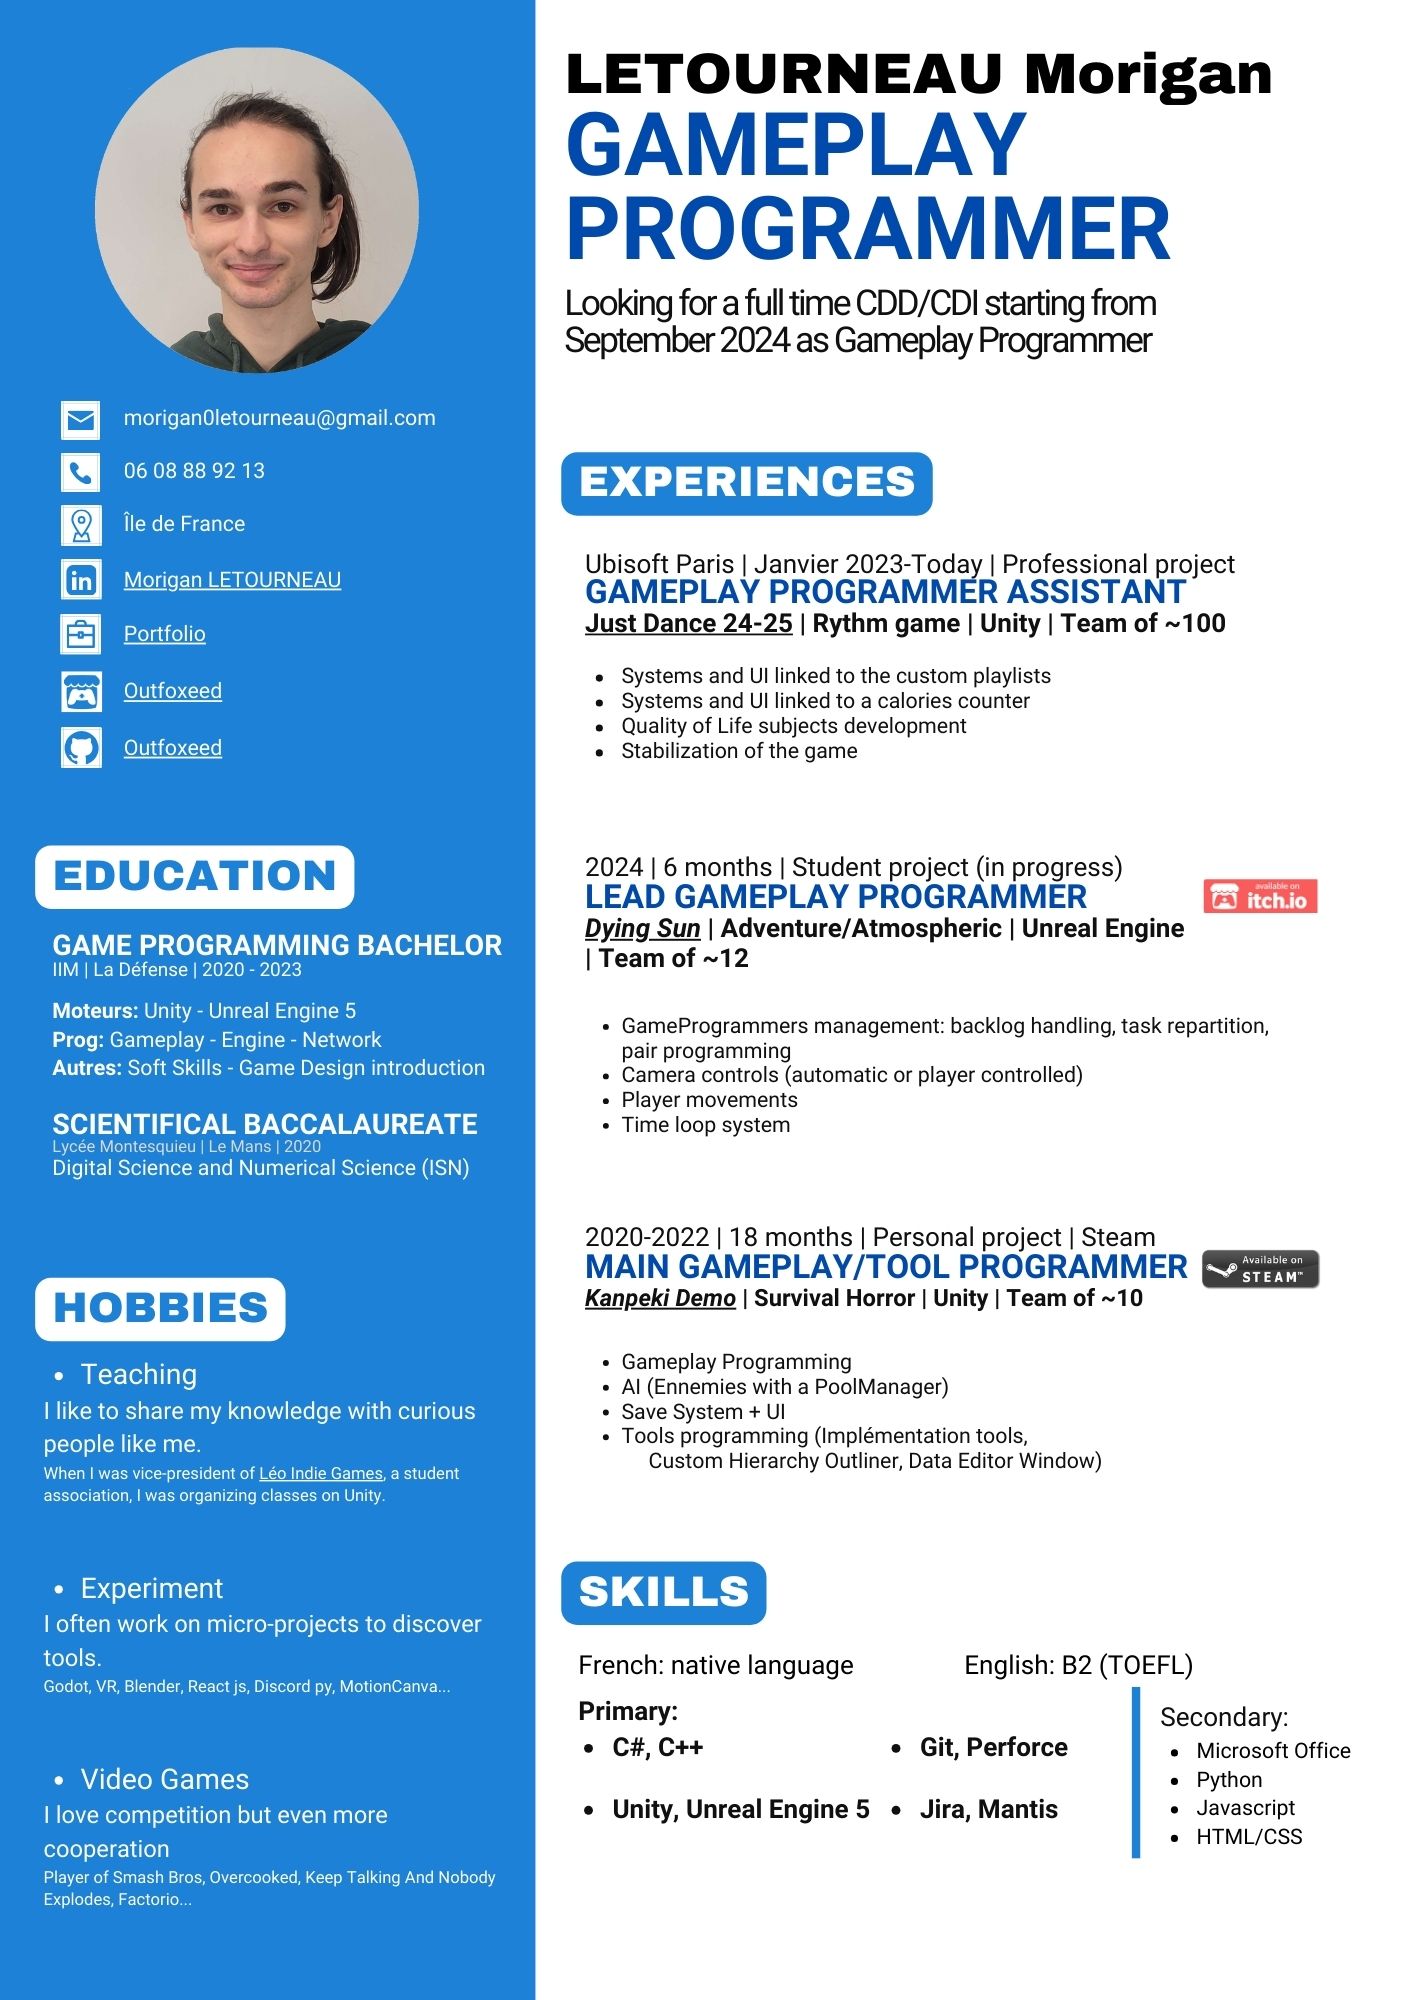 LETOURNEAU Morigan
GAMEPLAY
PROGRAMMER
Looking for a full time CDD/CDI starting from
September 2024 as Gameplay Programmer
morigan0letourneau@gmail.com
06 08 88 92 13
Île de France
Morigan LETOURNEAU
Portfolio
Outfoxeed
Outfoxeed
EDUCATION
GAME PROGRAMMING BACHELOR
IIM | La Défense | 2020 - 2023
Moteurs: Unity - Unreal Engine 5
Prog: Gameplay - Engine - Network
Autres: Soft Skills - Game Design introduction
SCIENTIFICAL BACCALAUREATE
Lycée Montesquieu | Le Mans | 2020
Digital Science and Numerical Science (ISN)
HOBBIES
• Teaching
I like to share my knowledge with curious
people like me.
When I was vice-president of Léo Indie Games, a student
association, I was organizing classes on Unity.
• Experiment
I often work on micro-projects to discover
tools.
Godot, VR, Blender, React js, Discord py, MotionCanva...
• Video Games
I love competition but even more
cooperation
Player of Smash Bros, Overcooked, Keep Talking And Nobody
Explodes, Factorio...
EXPERIENCES
Ubisoft Paris | Janvier 2023-Today | Professional project
GAMEPLAY PROGRAMMER ASSISTANT
Just Dance 24-25 | Rythm game | Unity | Team of ~100
• Systems and UI linked to the custom playlists
• Systems and UI linked to a calories counter
• Quality of Life subjects development
• Stabilization of the game
2024 | 6 months | Student project (in progress)
LEAD GAMEPLAY PROGRAMMER
available on
itch.io
Dying Sun | Adventure/Atmospheric | Unreal Engine
| Team of ~12
• GameProgrammers management: backlog handling, task repartition,
pair programming
• Camera controls (automatic or player controlled)
• Player movements
• Time loop system
2020-2022 | 18 months | Personal project | Steam
MAIN GAMEPLAY/TOOL PROGRAMMER
Available on
STEAM™
Kanpeki Demo | Survival Horror | Unity | Team of ~10
• Gameplay Programming
• AI (Ennemies with a PoolManager)
• Save System + UI
• Tools programming (Implémentation tools,
Custom Hierarchy Outliner, Data Editor Window)
SKILLS
French: native language
English: B2 (TOEFL)
Primary:
• C#, C++
• Git, Perforce
• Unity, Unreal Engine 5
• Jira, Mantis
Secondary:
• Microsoft Office
• Python
• Javascript
• HTML/CSS